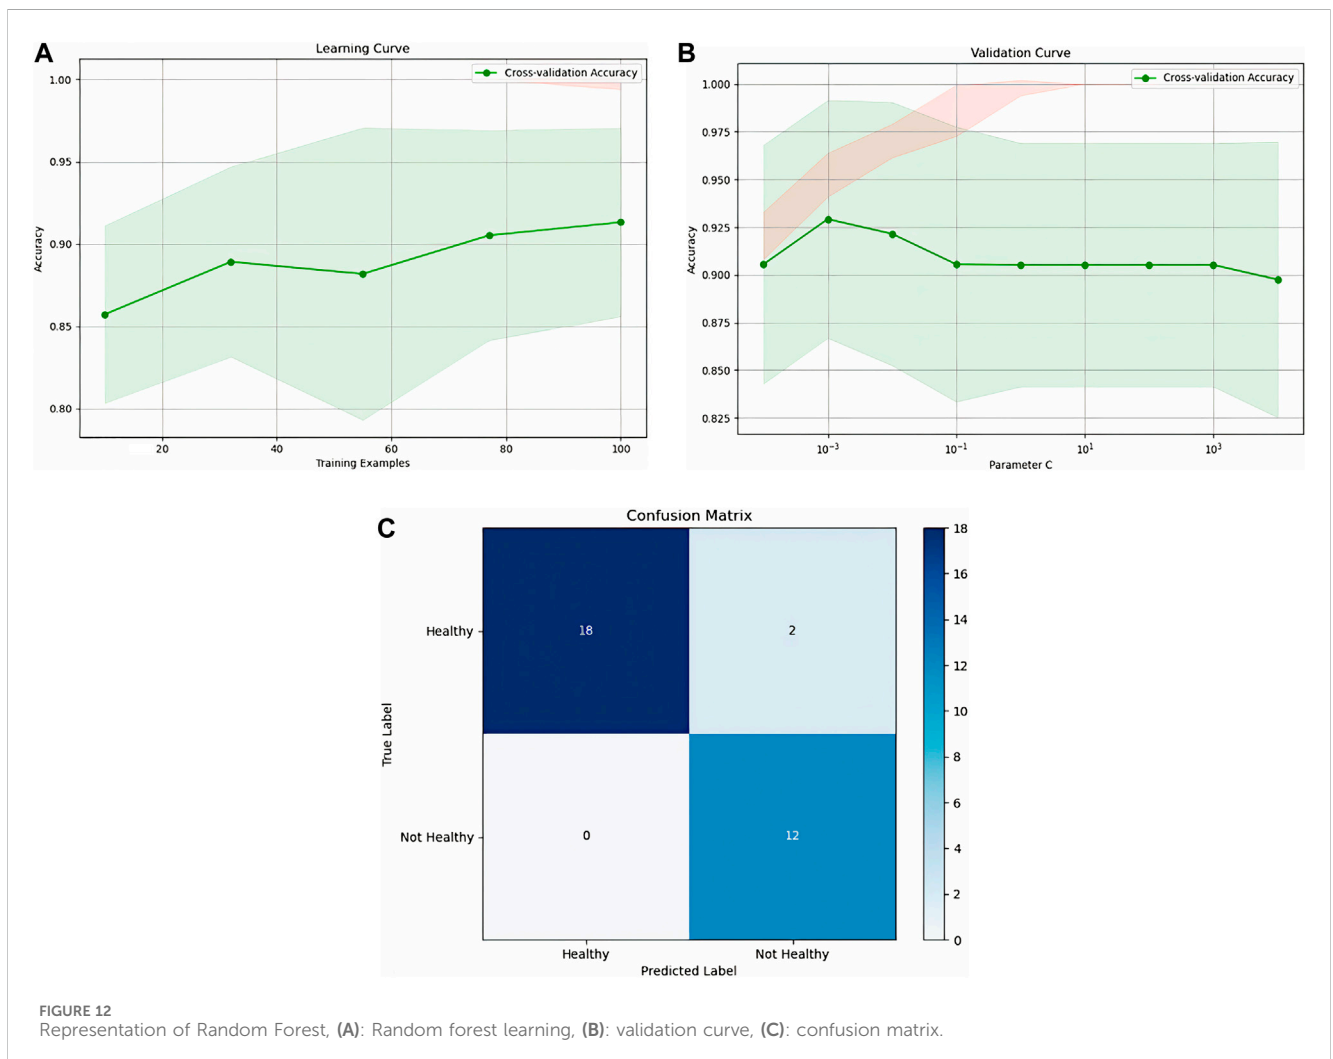 A
Learning Curve
Cross-validation Accuracy
1.00
0.95
0.90
0.85
0.80
Accuracy
20
40
60
80
100
Training Examples
B
Validation Curve
Cross-validation Accuracy
1.000
0.975
0.950
0.925
0.900
0.875
0.850
0.825
Accuracy
10⁻³
10⁻¹
10¹
10³
Parameter C
C
Confusion Matrix
Healthy
18
2
Not Healthy
0
12
True Label
Healthy
Not Healthy
Predicted Label
18
16
14
12
10
8
6
4
2
0
FIGURE 12
Representation of Random Forest, (A): Random forest learning, (B): validation curve, (C): confusion matrix.